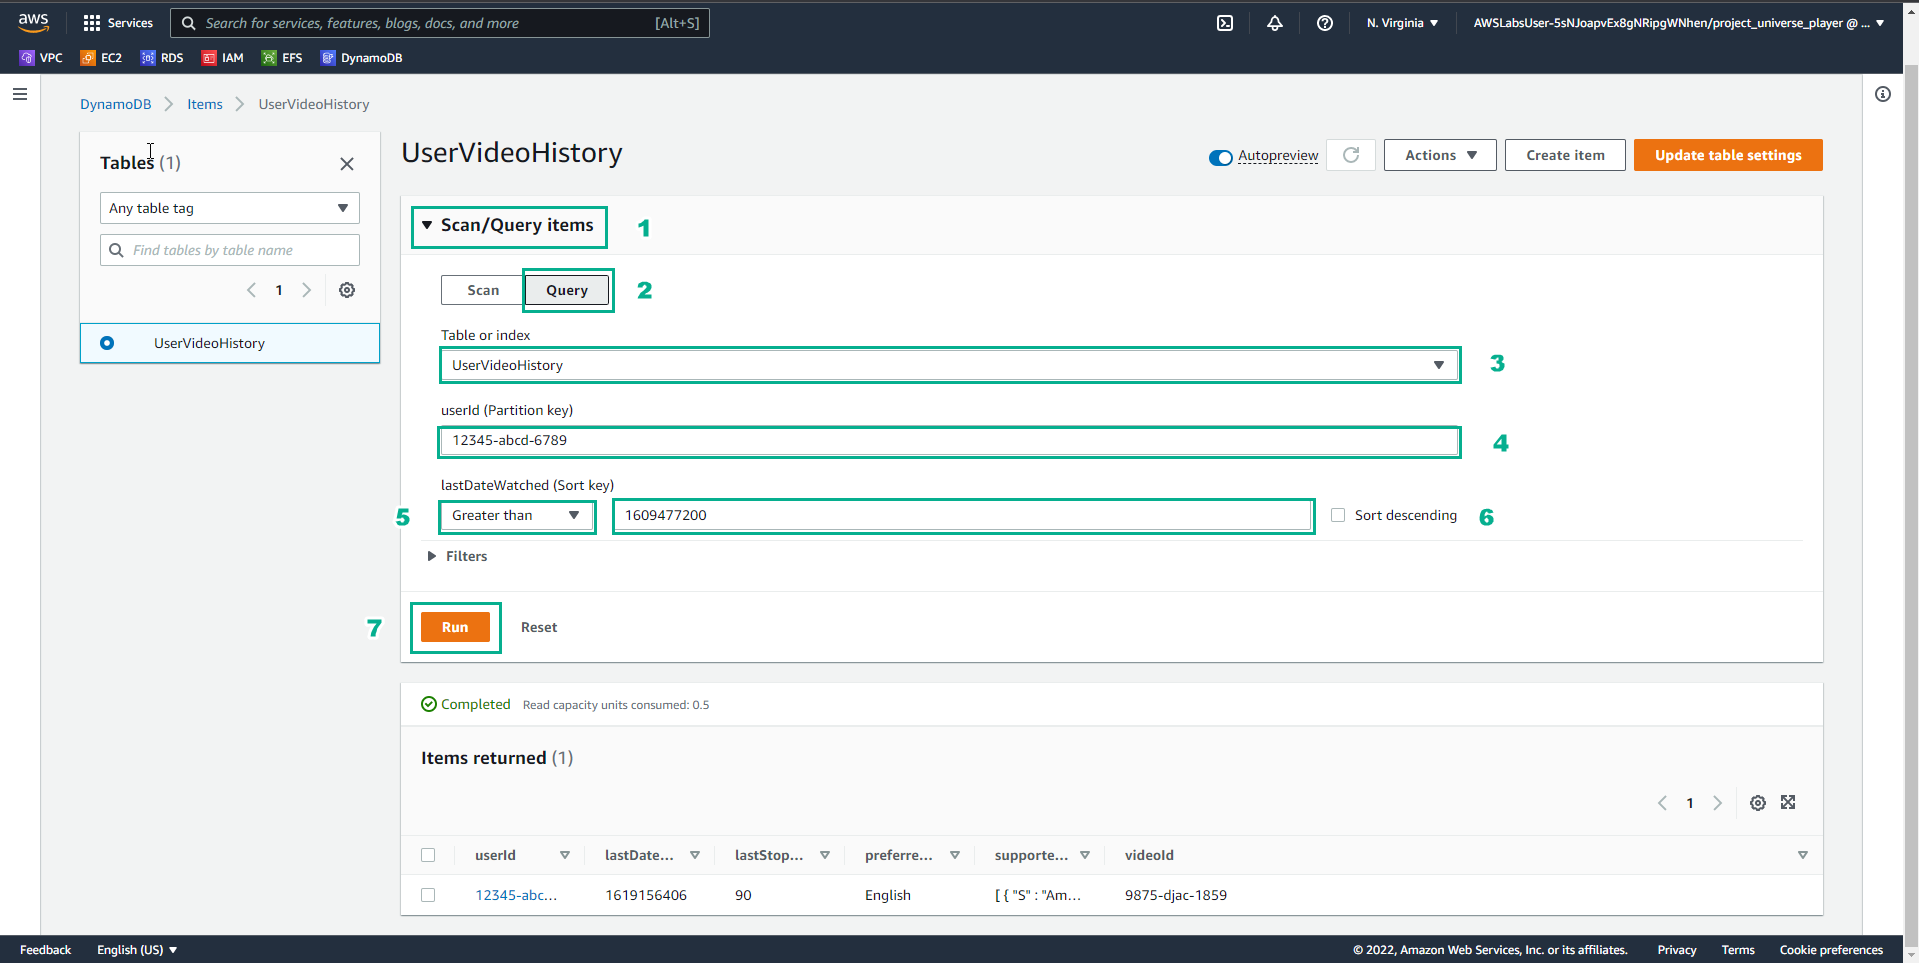 aws
Services
Search for services, features, blogs, docs, and more [Alt+S]
N. Virginia
AWSLabsUser-5sNJoapvEx8gNRipgWNhen/project_universe_player @ ...
VPC EC2 RDS IAM EFS DynamoDB
DynamoDB Items UserVideoHistory
Tables (1)
Any table tag
Find tables by table name
1
UserVideoHistory
UserVideoHistory
Autopreview
Actions
Create item
Update table settings
Scan/Query items 1
Scan Query 2
Table or index
UserVideoHistory 3
userId (Partition key)
12345-abcd-6789 4
lastDateWatched (Sort key)
5 Greater than 1609477200 Sort descending 6
Filters
7 Run Reset
Completed Read capacity units consumed: 0.5
Items returned (1)
1
userId lastDate... lastStop... preferre... supporte... videoId
12345-abc... 1619156406 90 English [ { "S" : "Am... 9875-djac-1859
Feedback English (US) © 2022, Amazon Web Services, Inc. or its affiliates. Privacy Terms Cookie preferences